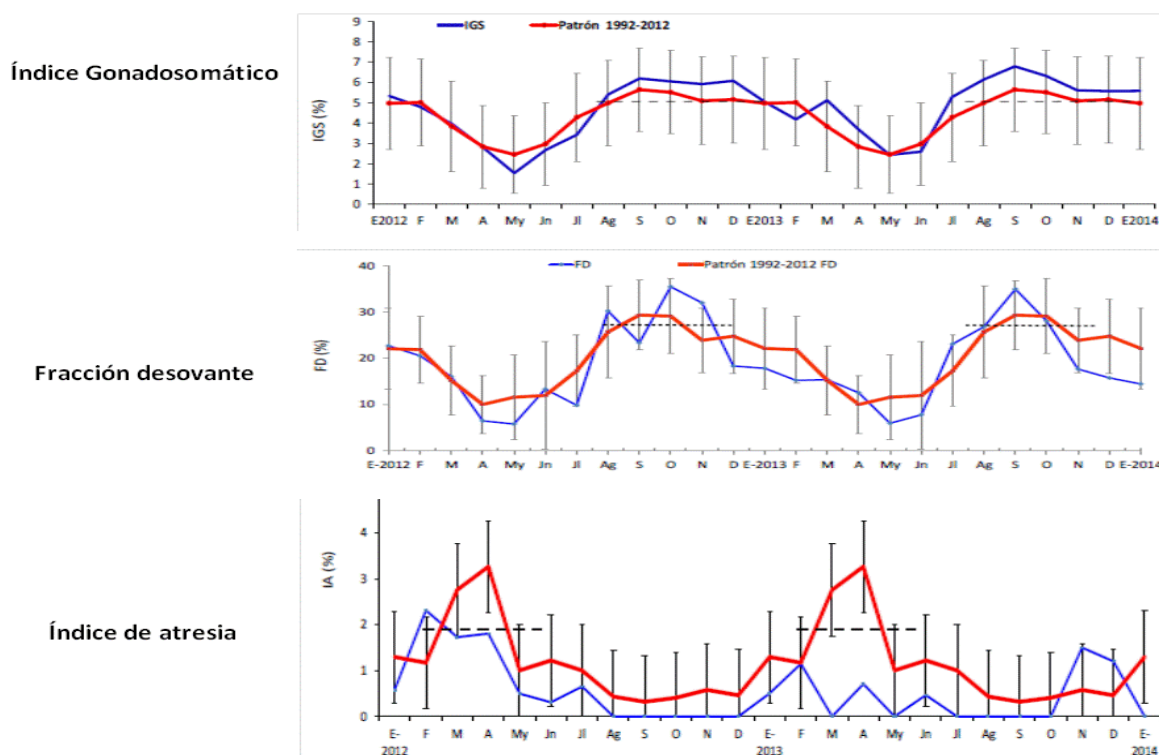 Índice Gonadosomático
IGS Patrón 1992-2012
IGS (%)
9
8
7
6
5
4
3
2
1
0
E2012 F M A My Jn Jl Ag S O N D E2013 F M A My Jn Jl Ag S O N D E2014
Fracción desovante
FD Patrón 1992-2012 FD
FD (%)
40
30
20
10
0
E-2012 F M A My Jn Jl Ag S O N D E-2013 F M A My Jn Jl Ag S O N D E-2014
Índice de atresia
IA (%)
4
3
2
1
0
E- F M A My Jn Jl Ag S O N D E- F M A My Jn Jl Ag S O N D E-
2012 2013 2014